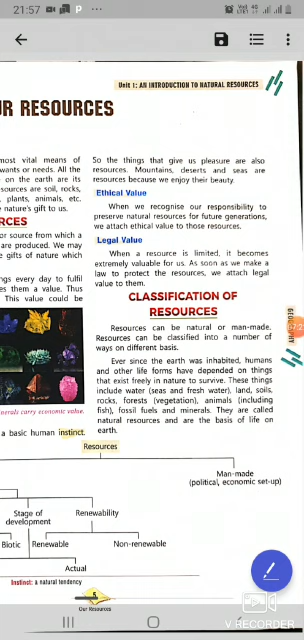 21:57
Unit 1: AN INTRODUCTION TO NATURAL RESOURCES
UR RESOURCES
most vital means of
wants or needs. All the
on the earth are its
sources are soil, rocks,
plants, animals, etc.
nature's gift to us.
RCES
or source from which a
are produced. We may
e gifts of nature which
ngs every day to fulfil
es them a value. Thus
This value could be
inerals carry economic value.
a basic human instinct.
So the things that give us pleasure are also
resources. Mountains, deserts and seas are
resources because we enjoy their beauty.
Ethical Value
When we recognise our responsibility to
preserve natural resources for future generations,
we attach ethical value to those resources.
Legal Value
When a resource is limited, it becomes
extremely valuable for us. As soon as we make a
law to protect the resources, we attach legal
value to them.
CLASSIFICATION OF
RESOURCES
Resources can be natural or man-made.
Resources can be classified into a number of
ways on different basis.
Ever since the earth was inhabited, humans
and other life forms have depended on things
that exist freely in nature to survive. These things
include water (seas and fresh water), land, soils,
rocks, forests (vegetation), animals (including
fish), fossil fuels and minerals. They are called
natural resources and are the basis of life on
earth.
Resources
Man-made
(political, economic set-up)
Stage of
development
Renewability
Biotic
Renewable
Non-renewable
Actual
Instinct: a natural tendency
5
Our Resources
V RECORDER